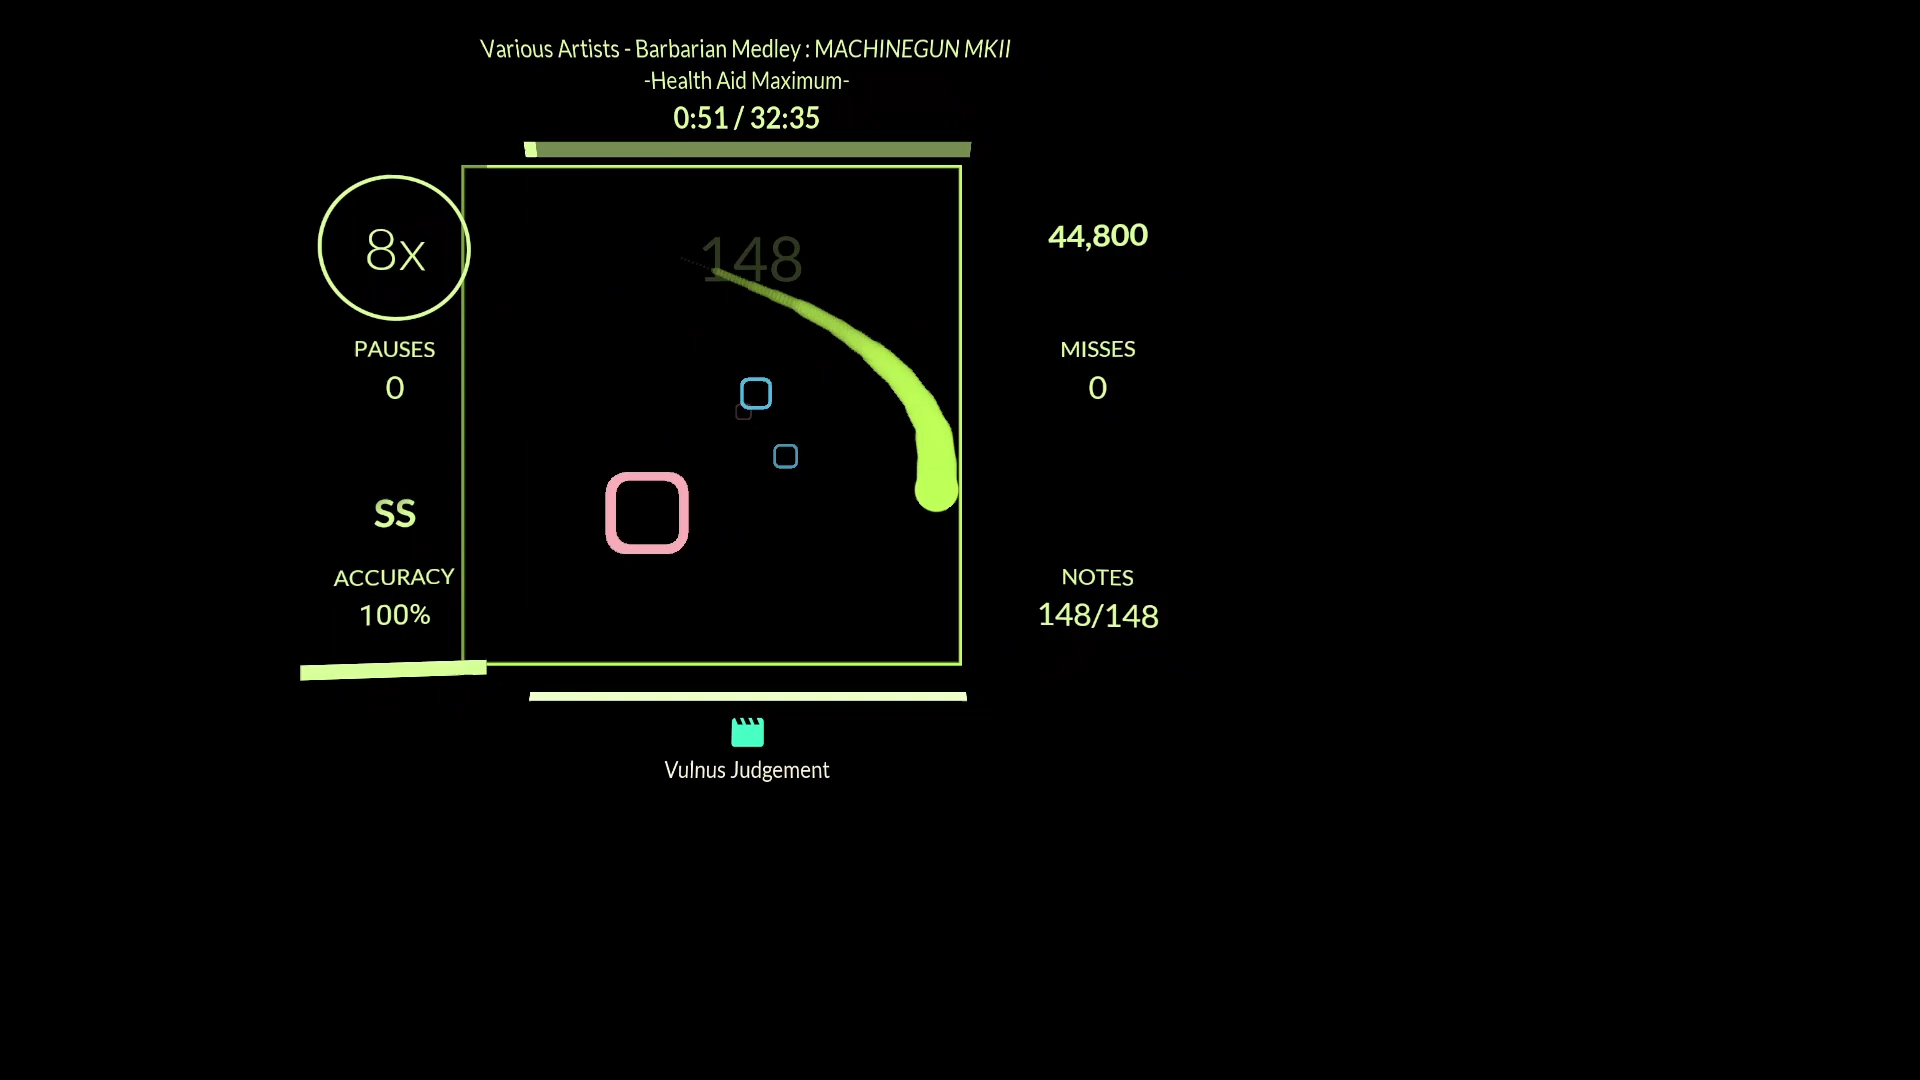 Various Artists - Barbarian Medley : MACHINEGUN MKII
-Health Aid Maximum-
0:51 / 32:35
8x
148
44,800
PAUSES
0
MISSES
0
SS
ACCURACY
100%
NOTES
148/148
Vulnus Judgement